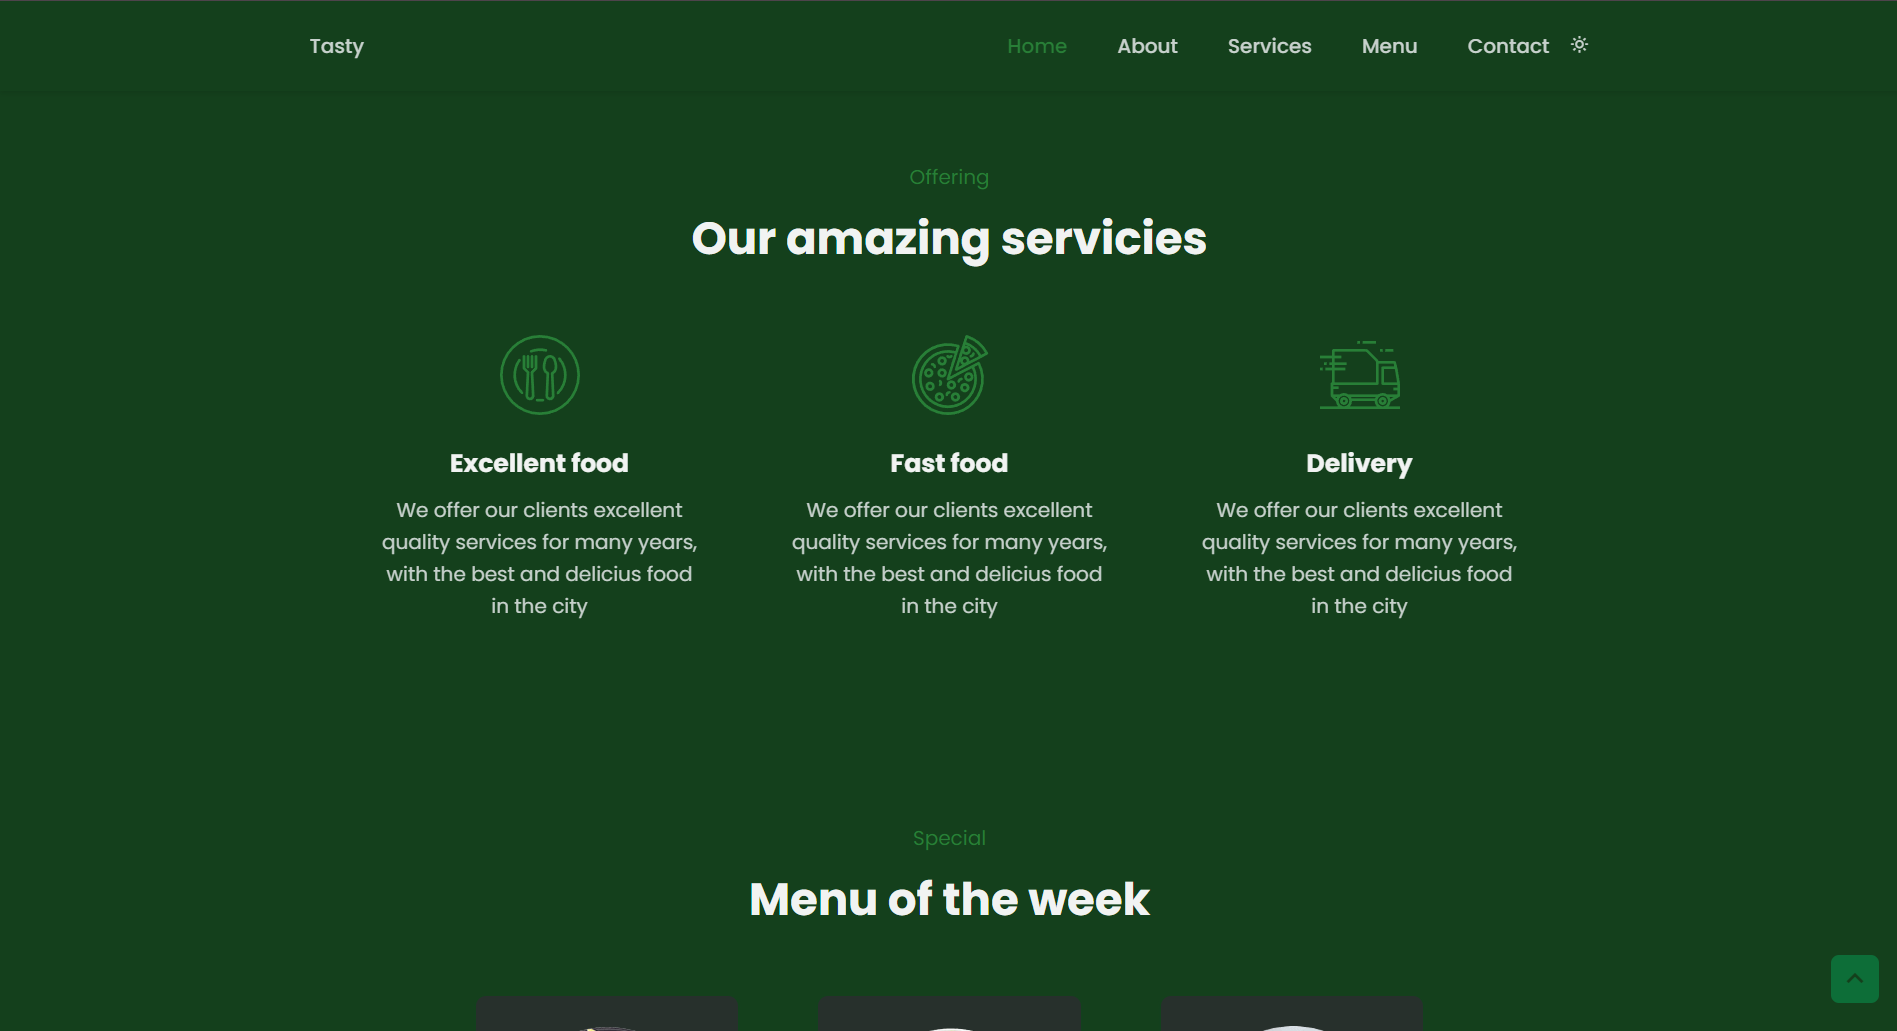 Tasty
Home About Services Menu Contact
Offering
Our amazing servicies
Excellent food
We offer our clients excellent
quality services for many years,
with the best and delicius food
in the city
Fast food
We offer our clients excellent
quality services for many years,
with the best and delicius food
in the city
Delivery
We offer our clients excellent
quality services for many years,
with the best and delicius food
in the city
Special
Menu of the week